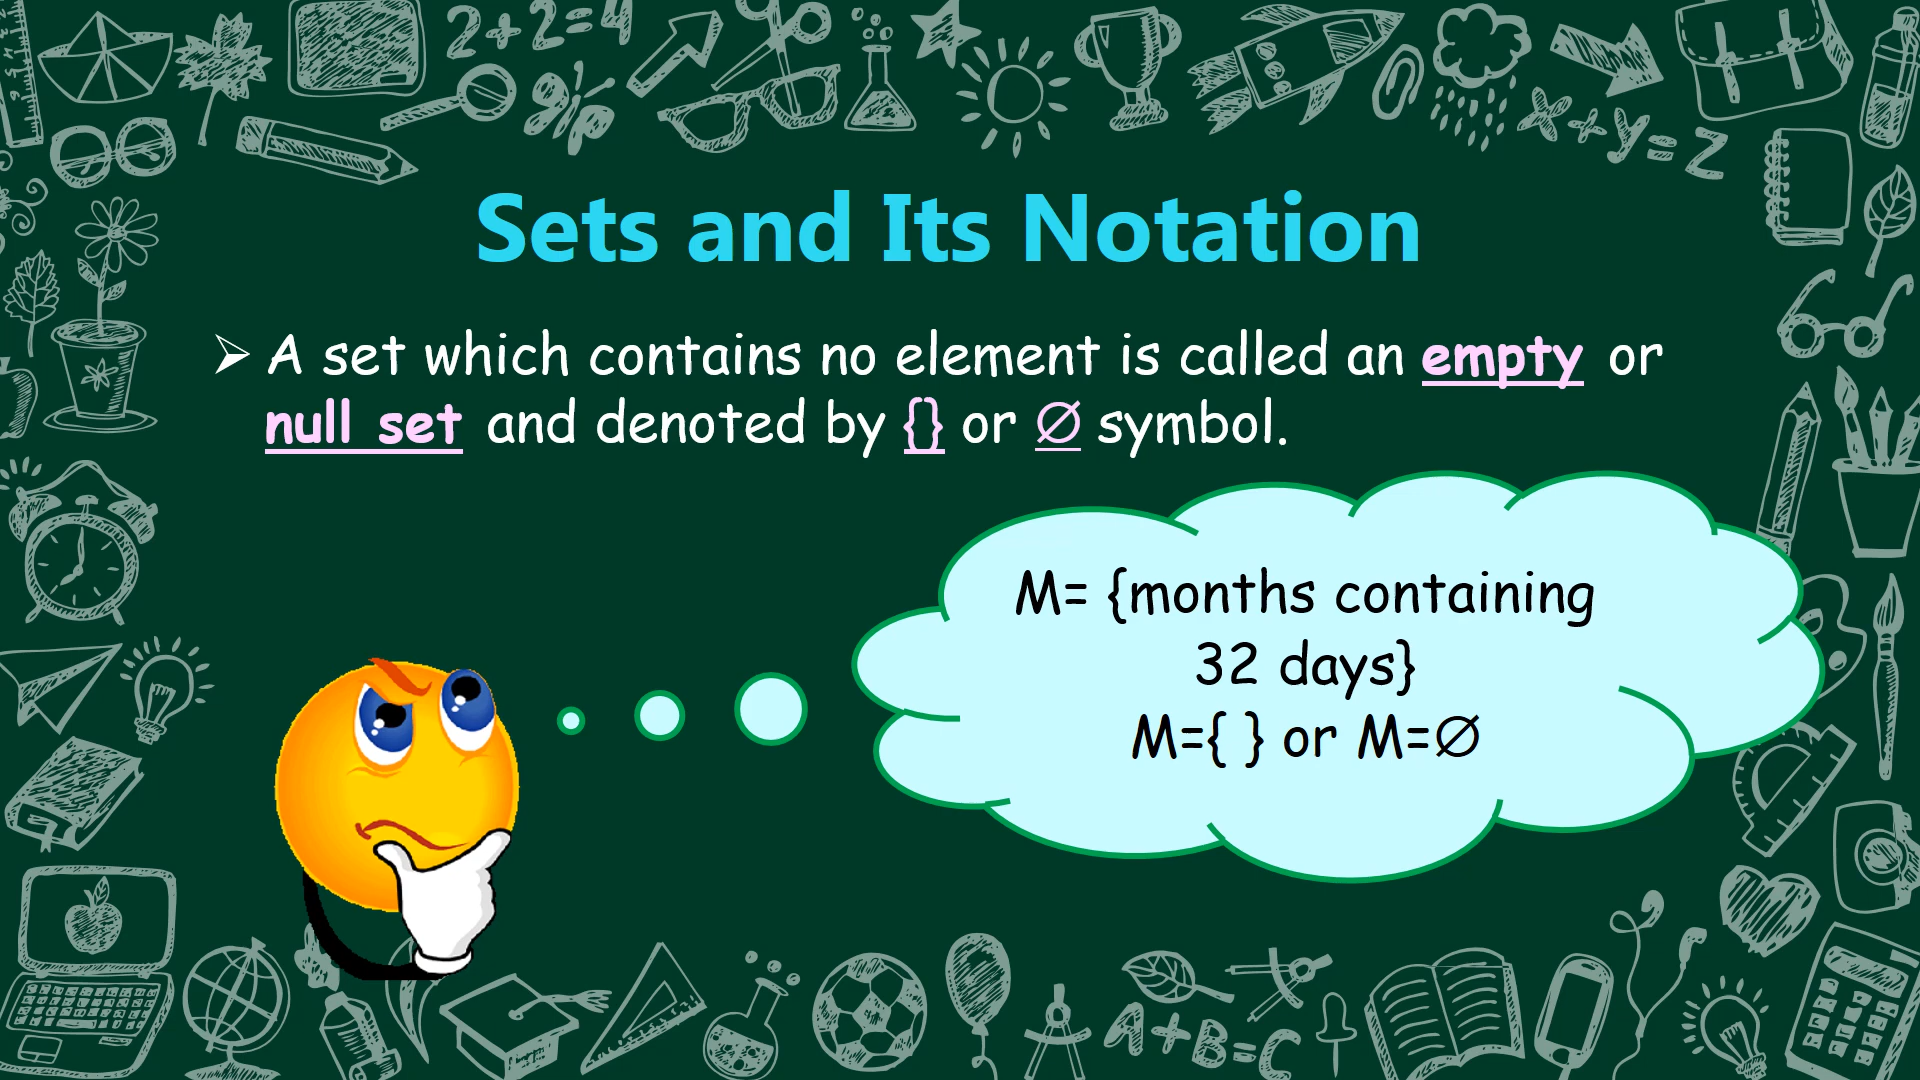 2+2=4
%
x+y=z
Sets and Its Notation
➢ A set which contains no element is called an empty or
null set and denoted by {} or ∅ symbol.
M= {months containing
32 days}
M={ } or M=∅
A+B=C